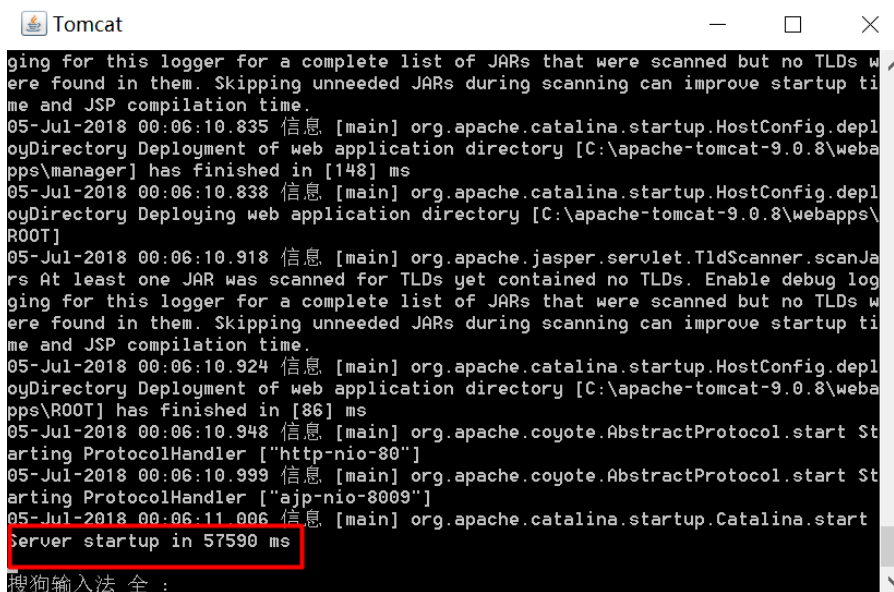 Tomcat
ging for this logger for a complete list of JARs that were scanned but no TLDs w
ere found in them. Skipping unneeded JARs during scanning can improve startup ti
me and JSP compilation time.
05-Jul-2018 00:06:10.835 信息 [main] org.apache.catalina.startup.HostConfig.depl
oyDirectory Deployment of web application directory [C:\apache-tomcat-9.0.8\weba
pps\manager] has finished in [148] ms
05-Jul-2018 00:06:10.838 信息 [main] org.apache.catalina.startup.HostConfig.depl
oyDirectory Deploying web application directory [C:\apache-tomcat-9.0.8\webapps\
ROOT]
05-Jul-2018 00:06:10.918 信息 [main] org.apache.jasper.servlet.TldScanner.scanJa
rs At least one JAR was scanned for TLDs yet contained no TLDs. Enable debug log
ging for this logger for a complete list of JARs that were scanned but no TLDs w
ere found in them. Skipping unneeded JARs during scanning can improve startup ti
me and JSP compilation time.
05-Jul-2018 00:06:10.924 信息 [main] org.apache.catalina.startup.HostConfig.depl
oyDirectory Deployment of web application directory [C:\apache-tomcat-9.0.8\weba
pps\ROOT] has finished in [86] ms
05-Jul-2018 00:06:10.948 信息 [main] org.apache.coyote.AbstractProtocol.start St
arting ProtocolHandler ["http-nio-80"]
05-Jul-2018 00:06:10.999 信息 [main] org.apache.coyote.AbstractProtocol.start St
arting ProtocolHandler ["ajp-nio-8009"]
05-Jul-2018 00:06:11.006 信息 [main] org.apache.catalina.startup.Catalina.start
Server startup in 57590 ms
搜狗输入法 全 :